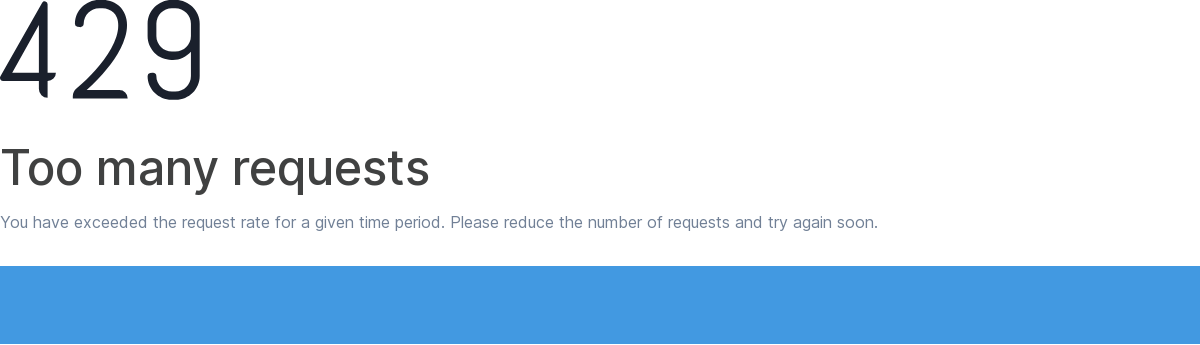 429
Too many requests
You have exceeded the request rate for a given time period. Please reduce the number of requests and try again soon.